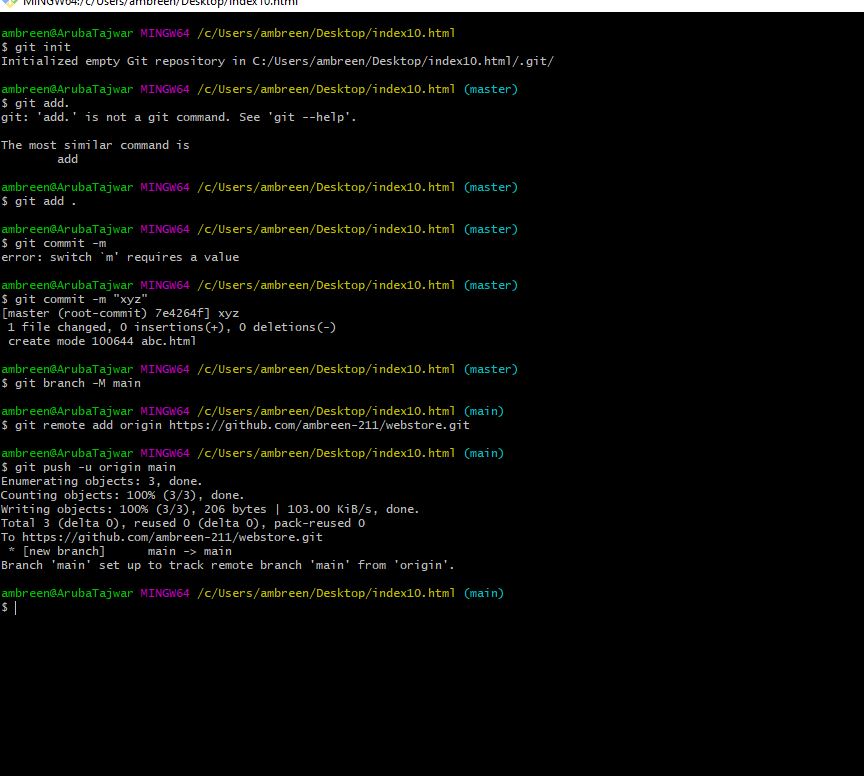 MINGW64:/c/Users/ambreen/Desktop/index10.html
ambreen@ArubaTajwar MINGW64 /c/Users/ambreen/Desktop/index10.html
$ git init
Initialized empty Git repository in C:/Users/ambreen/Desktop/index10.html/.git/
ambreen@ArubaTajwar MINGW64 /c/Users/ambreen/Desktop/index10.html (master)
$ git add.
git: 'add.' is not a git command. See 'git --help'.
The most similar command is
add
ambreen@ArubaTajwar MINGW64 /c/Users/ambreen/Desktop/index10.html (master)
$ git add .
ambreen@ArubaTajwar MINGW64 /c/Users/ambreen/Desktop/index10.html (master)
$ git commit -m
error: switch `m' requires a value
ambreen@ArubaTajwar MINGW64 /c/Users/ambreen/Desktop/index10.html (master)
$ git commit -m "xyz"
[master (root-commit) 7e4264f] xyz
1 file changed, 0 insertions(+), 0 deletions(-)
create mode 100644 abc.html
ambreen@ArubaTajwar MINGW64 /c/Users/ambreen/Desktop/index10.html (master)
$ git branch -M main
ambreen@ArubaTajwar MINGW64 /c/Users/ambreen/Desktop/index10.html (main)
$ git remote add origin https://github.com/ambreen-211/webstore.git
ambreen@ArubaTajwar MINGW64 /c/Users/ambreen/Desktop/index10.html (main)
$ git push -u origin main
Enumerating objects: 3, done.
Counting objects: 100% (3/3), done.
Writing objects: 100% (3/3), 206 bytes | 103.00 KiB/s, done.
Total 3 (delta 0), reused 0 (delta 0), pack-reused 0
To https://github.com/ambreen-211/webstore.git
* [new branch]      main -> main
Branch 'main' set up to track remote branch 'main' from 'origin'.
ambreen@ArubaTajwar MINGW64 /c/Users/ambreen/Desktop/index10.html (main)
$